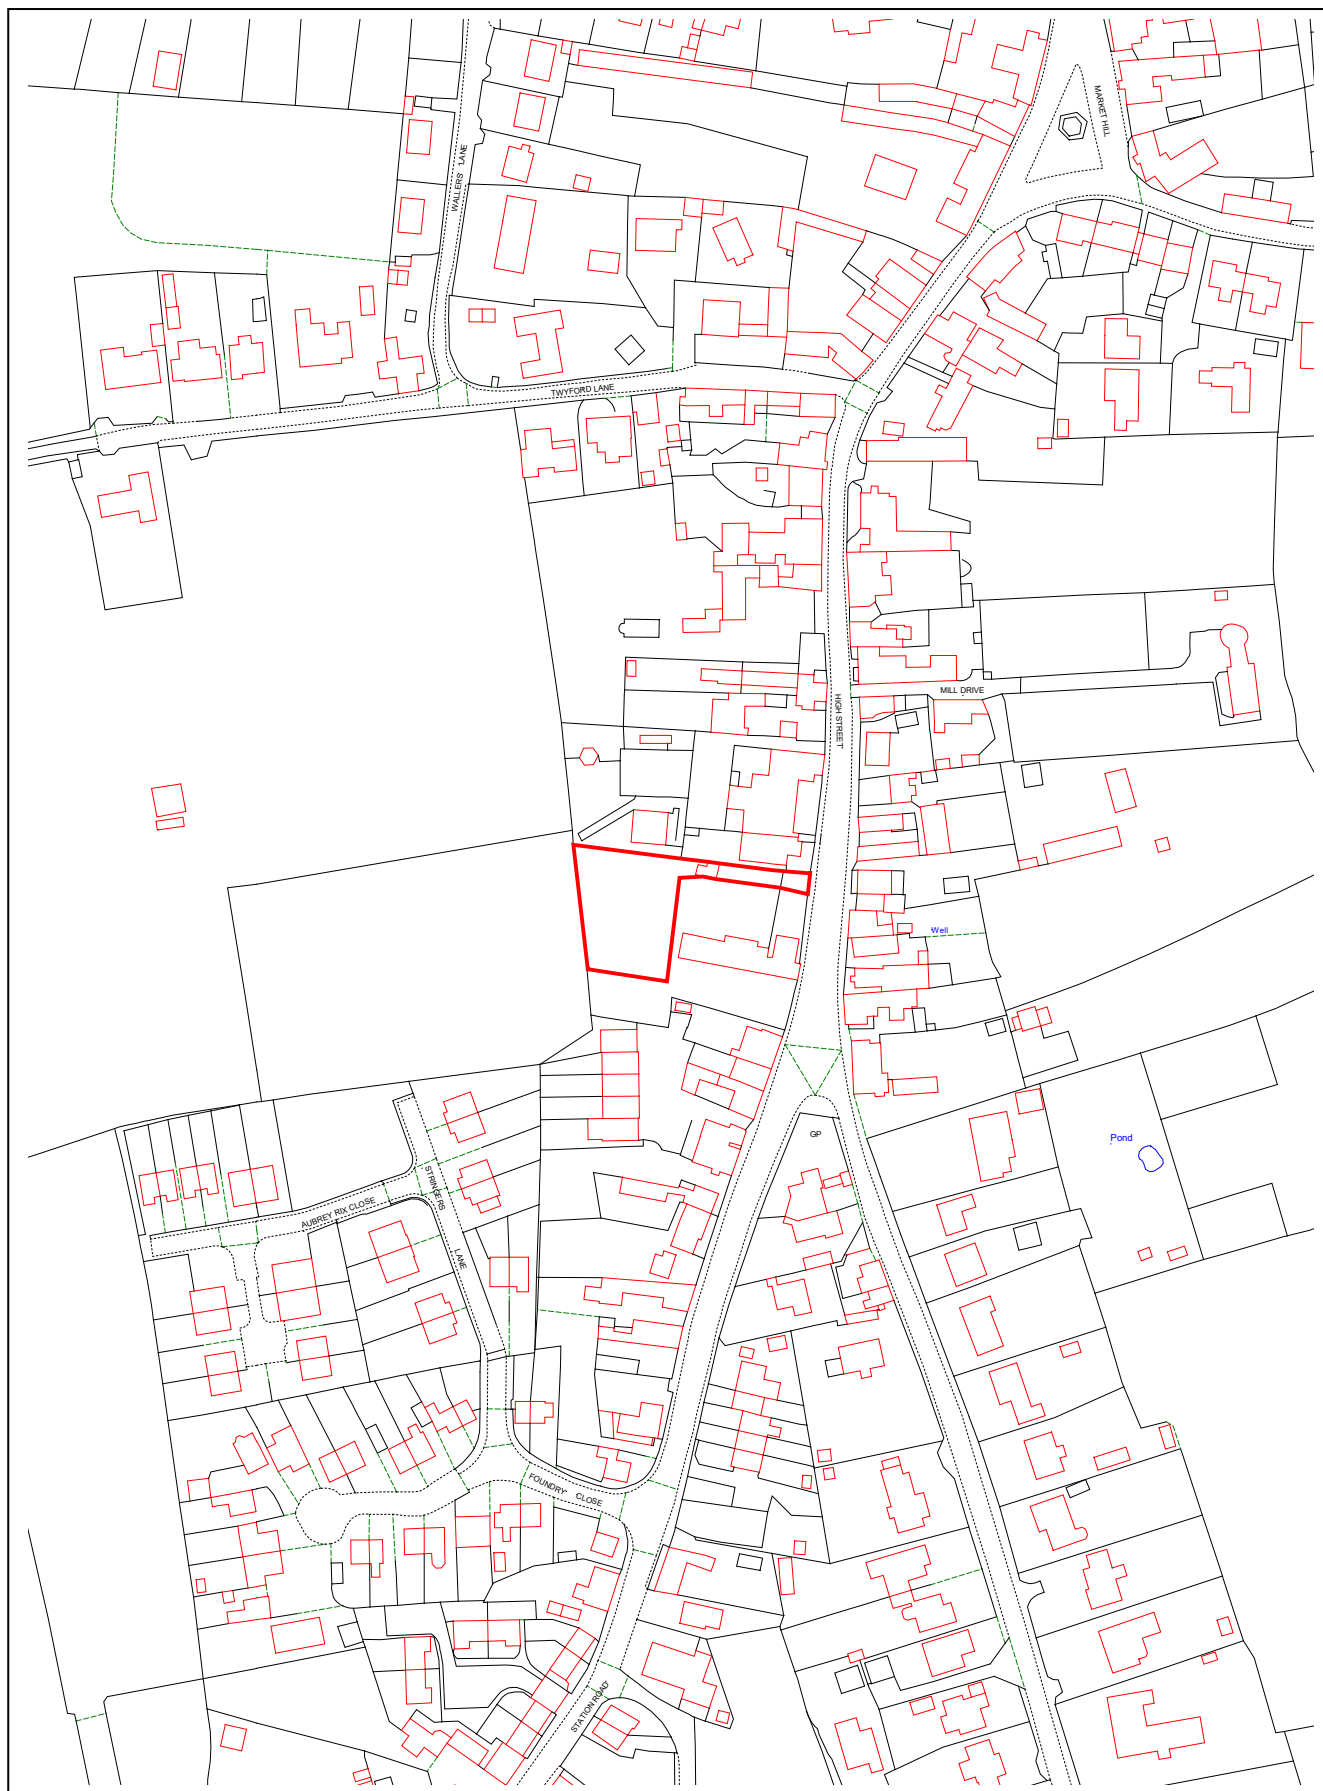 MARKET HILL
WALLERS LANE
TWYFORD LANE
MILL DRIVE
HIGH STREET
Well
GP
Pond
STRINGERS LANE
AUBREY RIX CLOSE
FOUNDRY CLOSE
STATION ROAD